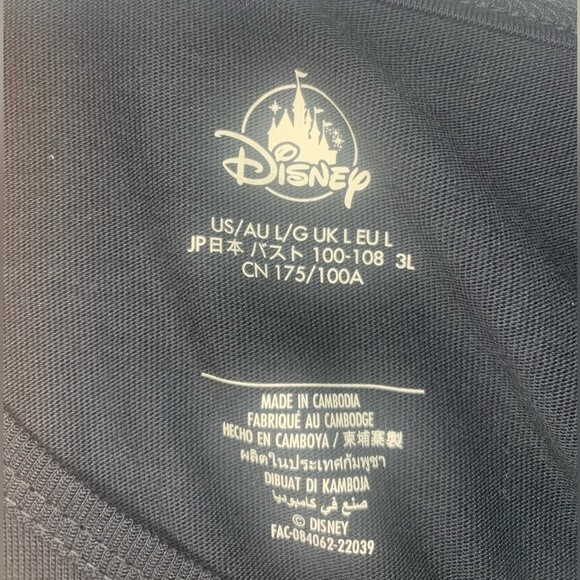 Disney
US/AU L/G UK L EU L
JP日本 バスト 100-108 3L
CN 175/100A
MADE IN CAMBODIA
FABRIQUÉ AU CAMBODGE
HECHO EN CAMBOYA / 柬埔寨製
ผลิตในประเทศกัมพูชา
DIBUAT DI KAMBOJA
صنع في كامبوديا
© DISNEY
FAC-084062-22039